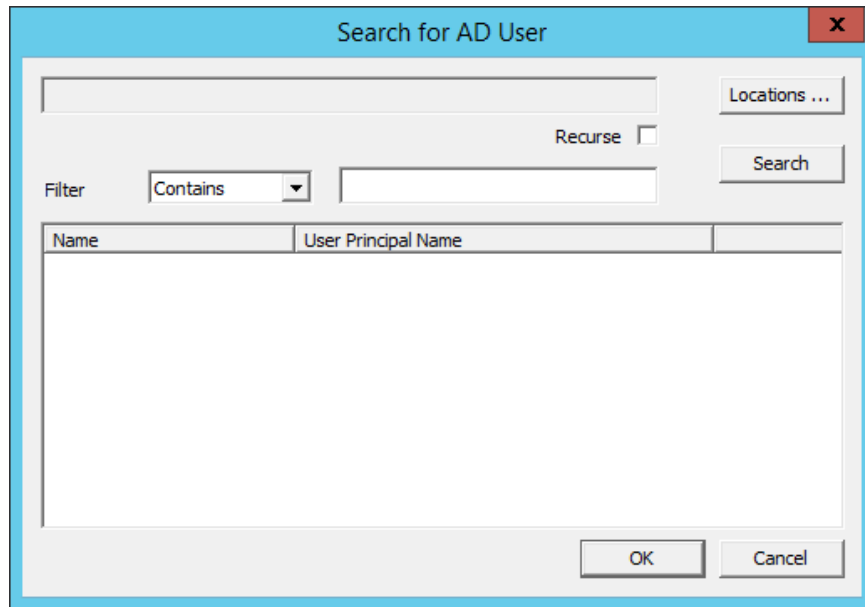 Search for AD User
x
Locations ...
Recurse
Search
Filter
Contains
Name
User Principal Name
OK
Cancel